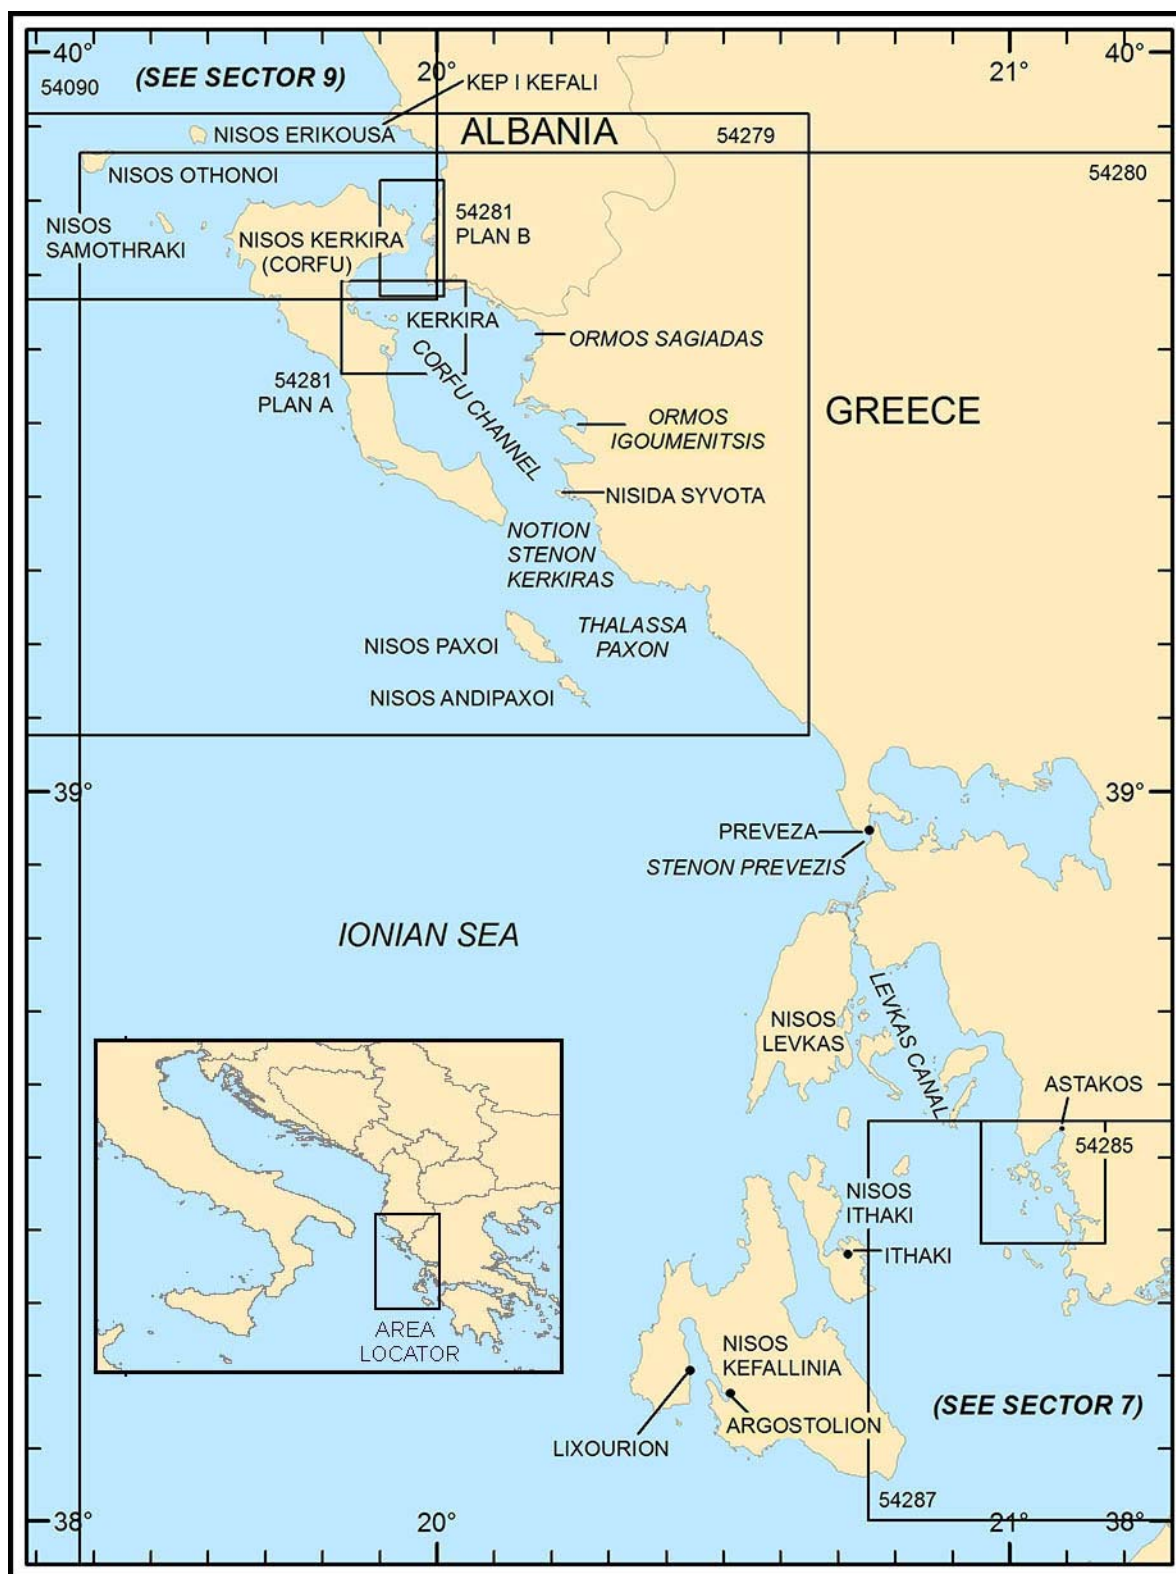 40°
20°
21°
40°
(SEE SECTOR 9)
54090
KEP I KEFALI
NISOS ERIKOUSA
ALBANIA
54279
NISOS OTHONOI
54280
NISOS
SAMOTHRAKI
54281
PLAN B
NISOS KERKIRA
(CORFU)
KERKIRA
ORMOS SAGIADAS
CORFU CHANNEL
54281
PLAN A
GREECE
ORMOS
IGOUMENITSIS
NISIDA SYVOTA
NOTION
STENON
KERKIRAS
THALASSA
PAXON
NISOS PAXOI
NISOS ANDIPAXOI
39°
39°
PREVEZA
STENON PREVEZIS
IONIAN SEA
LEVKAS CANAL
NISOS
LEVKAS
ASTAKOS
54285
NISOS
ITHAKI
ITHAKI
AREA
LOCATOR
NISOS
KEFALLINIA
(SEE SECTOR 7)
ARGOSTOLION
LIXOURION
54287
38°
20°
21°
38°